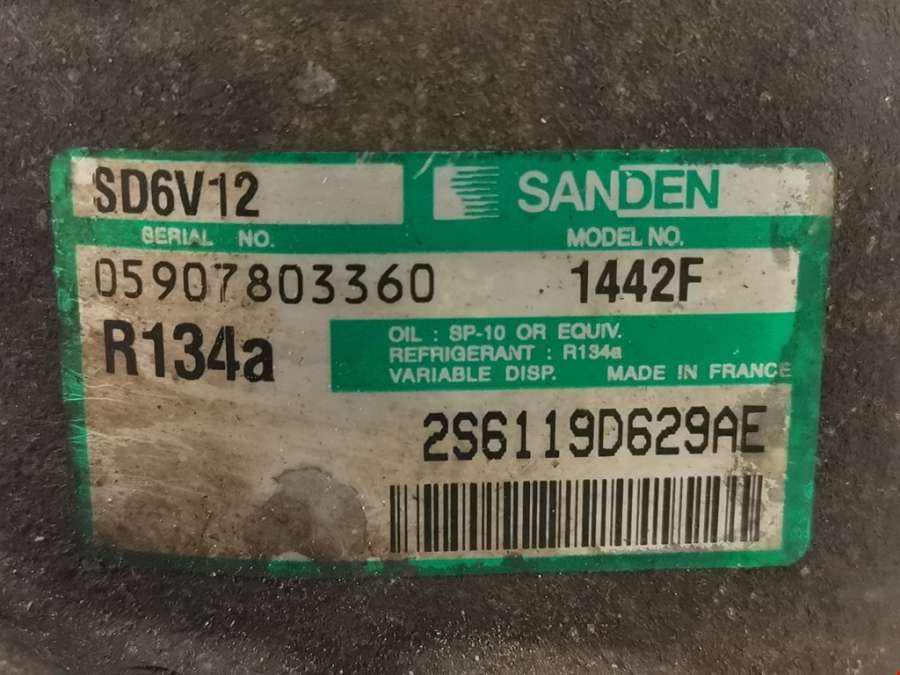 SD6V12
SANDEN
SERIAL NO.
MODEL NO.
05907803360
1442F
R134a
OIL : SP-10 OR EQUIV.
REFRIGERANT : R134a
VARIABLE DISP. MADE IN FRANCE
2S6119D629AE